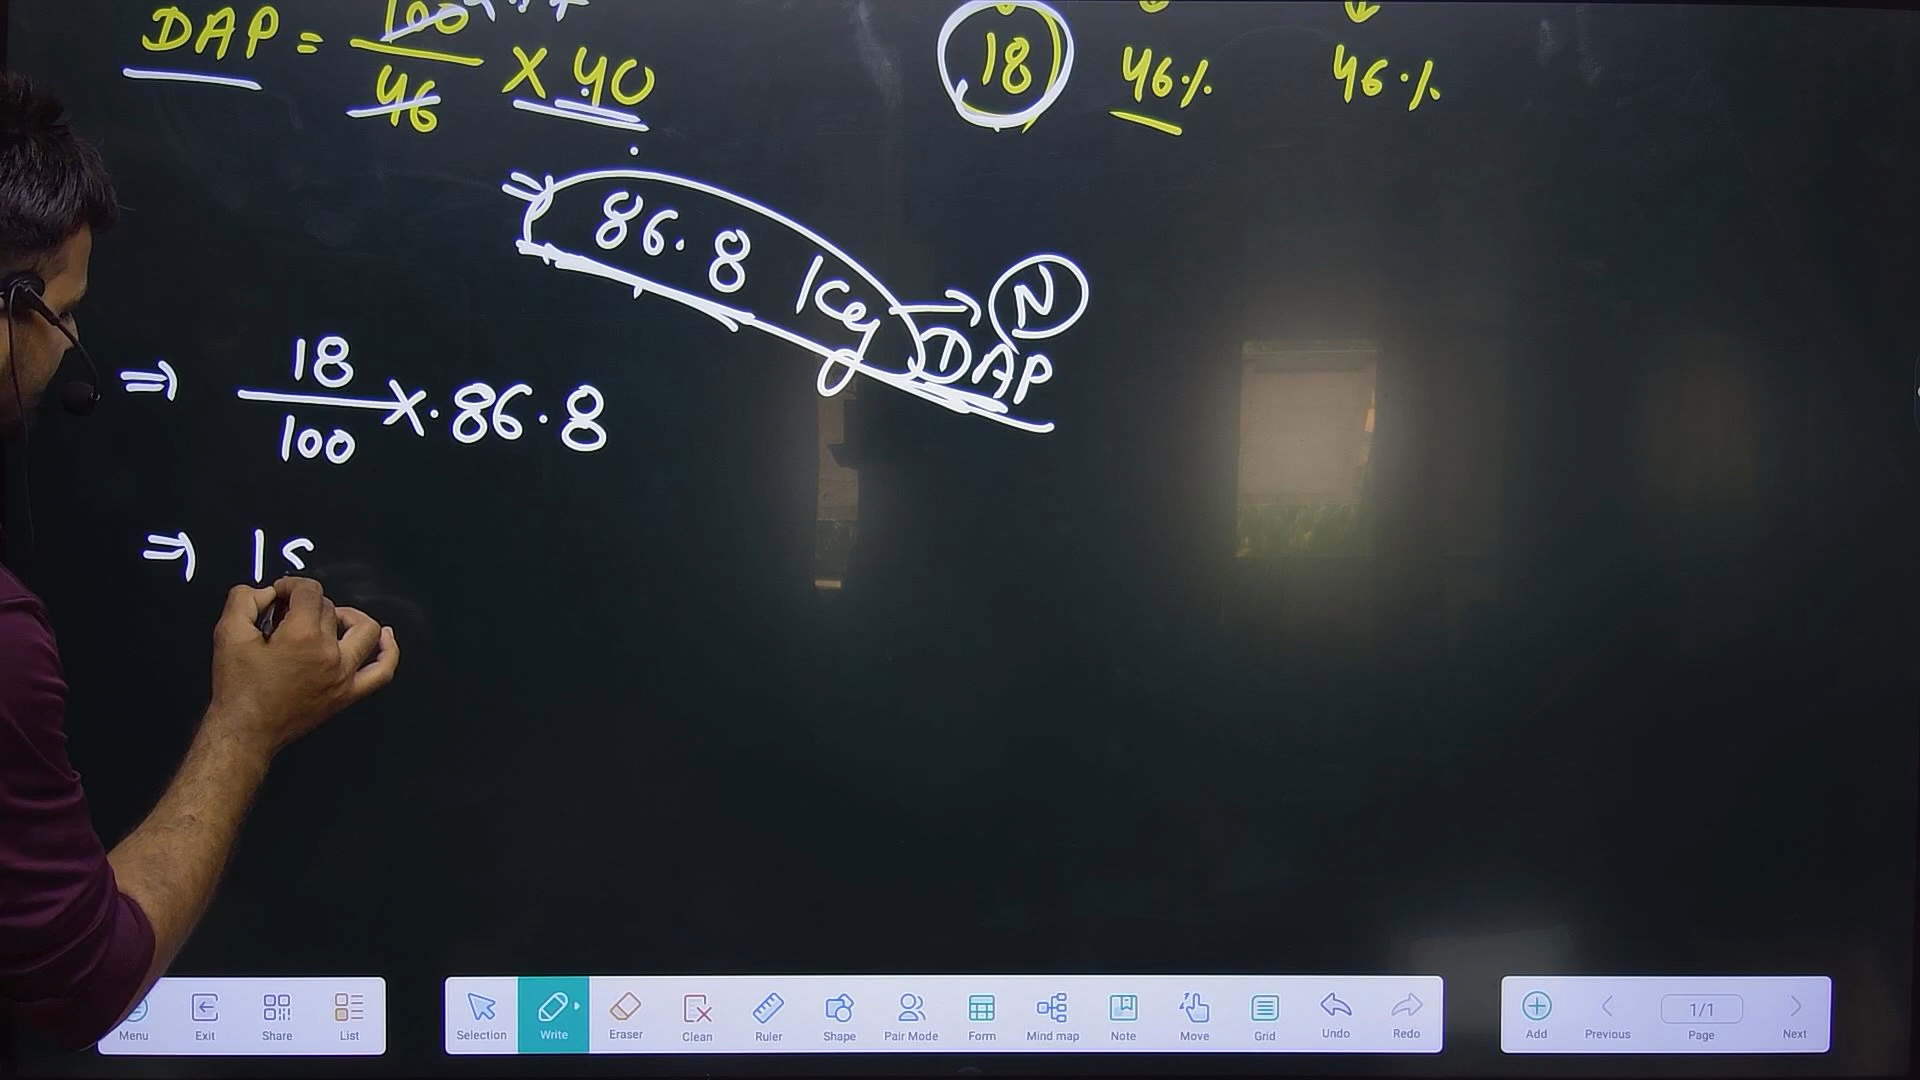 DAP = 100/46 × 40
18 46% 46%
⇒ 86.8 Kg → N
DAP
⇒ 18/100 × 86.8
⇒ 15
Menu Exit Share List Selection Write Eraser Clean Ruler Shape Pair Mode Form Mind map Note Move Grid Undo Redo Add Previous 1/1 Page Next